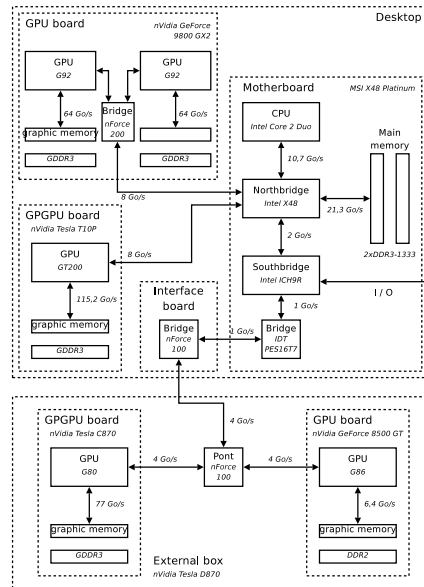 GPU board
nVidia GeForce
9800 GX2
Desktop
GPU
G92
GPU
G92
64 Go/s
Bridge
nForce
200
64 Go/s
graphic memory
GDDR3
GDDR3
8 Go/s
Motherboard
MSI X48 Platinum
CPU
Intel Core 2 Duo
Main
memory
10,7 Go/s
Northbridge
Intel X48
21,3 Go/s
2 Go/s
2xDDR3-1333
Southbridge
Intel ICH9R
I / O
1 Go/s
Bridge
IDT
PES16T7
GPGPU board
nVidia Tesla T10P
8 Go/s
GPU
GT200
115,2 Go/s
graphic memory
GDDR3
Interface
board
Bridge
nForce
100
1 Go/s
4 Go/s
GPGPU board
nVidia Tesla C870
GPU
G80
4 Go/s
Pont
nForce
100
4 Go/s
77 Go/s
graphic memory
GDDR3
GPU board
nVidia GeForce 8500 GT
GPU
G86
6,4 Go/s
graphic memory
DDR2
External box
nVidia Tesla D870